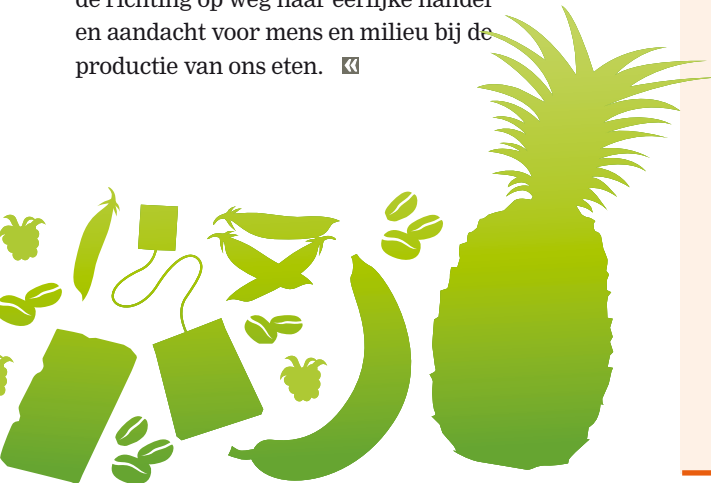 de richting op weg naar eerlijke handel
en aandacht voor mens en milieu bij de
productie van ons eten.